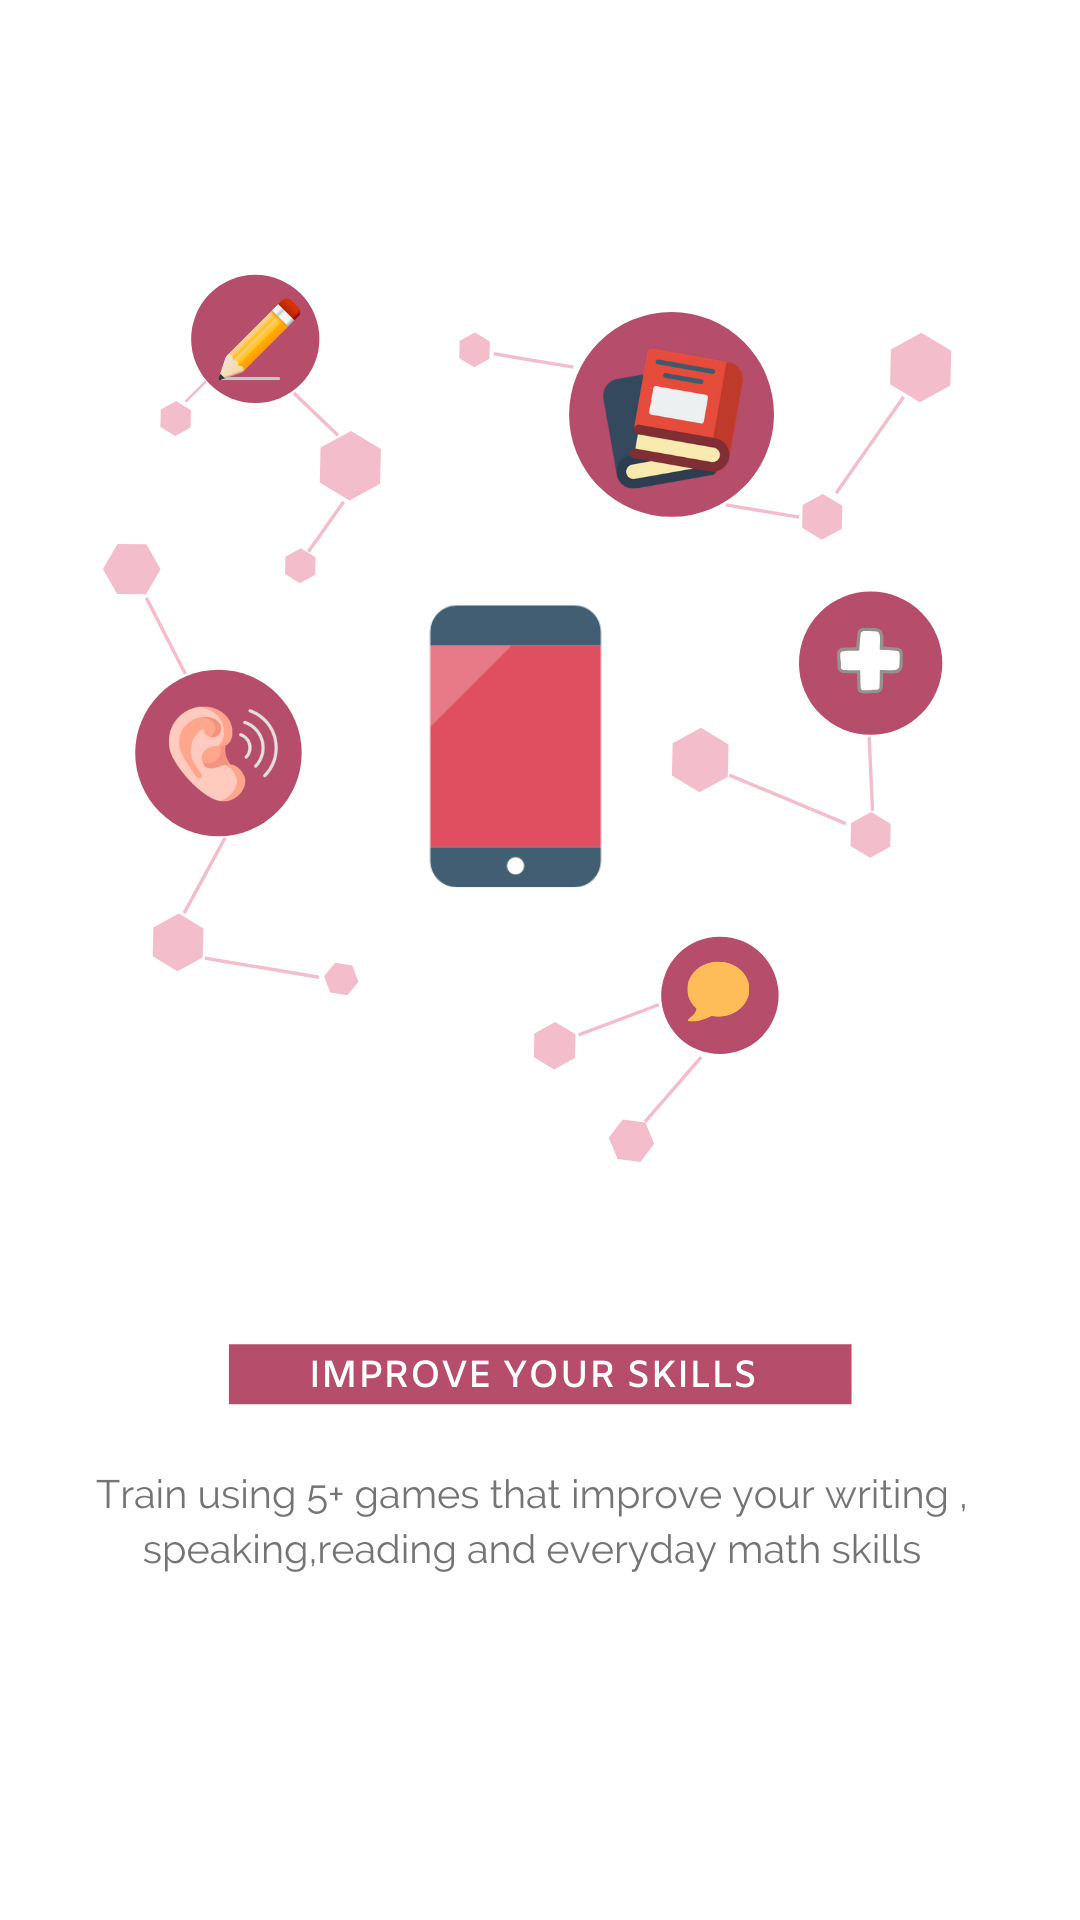 IMPROVE YOUR SKILLS
Train using 5+ games that improve your writing ,
speaking,reading and everyday math skills